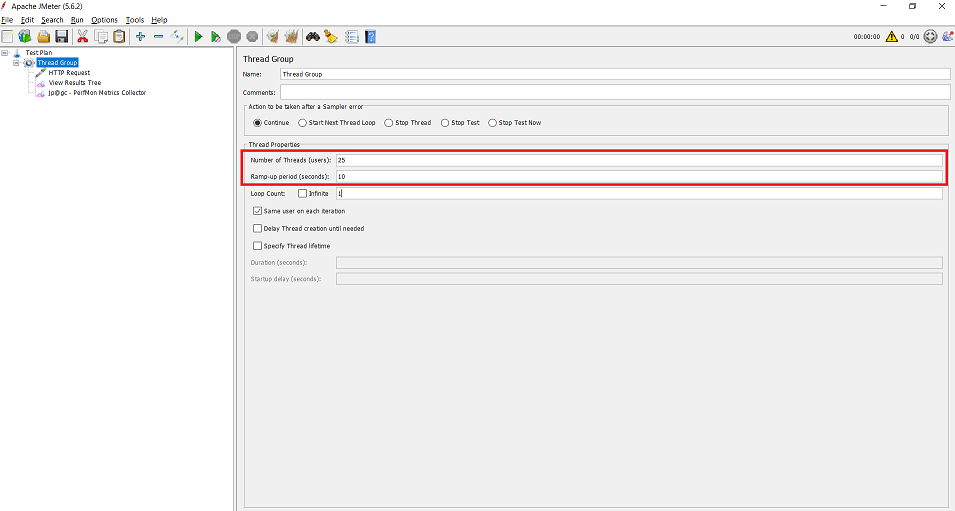 Apache JMeter (5.6.2)
File Edit Search Run Options Tools Help
00:00:00 0 0/0
Test Plan
Thread Group
HTTP Request
View Results Tree
jp@gc - PerfMon Metrics Collector
Thread Group
Name: Thread Group
Comments:
Action to be taken after a Sampler error
Continue Start Next Thread Loop Stop Thread Stop Test Stop Test Now
Thread Properties
Number of Threads (users): 25
Ramp-up period (seconds): 10
Loop Count: Infinite 1
Same user on each iteration
Delay Thread creation until needed
Specify Thread lifetime
Duration (seconds):
Startup delay (seconds):